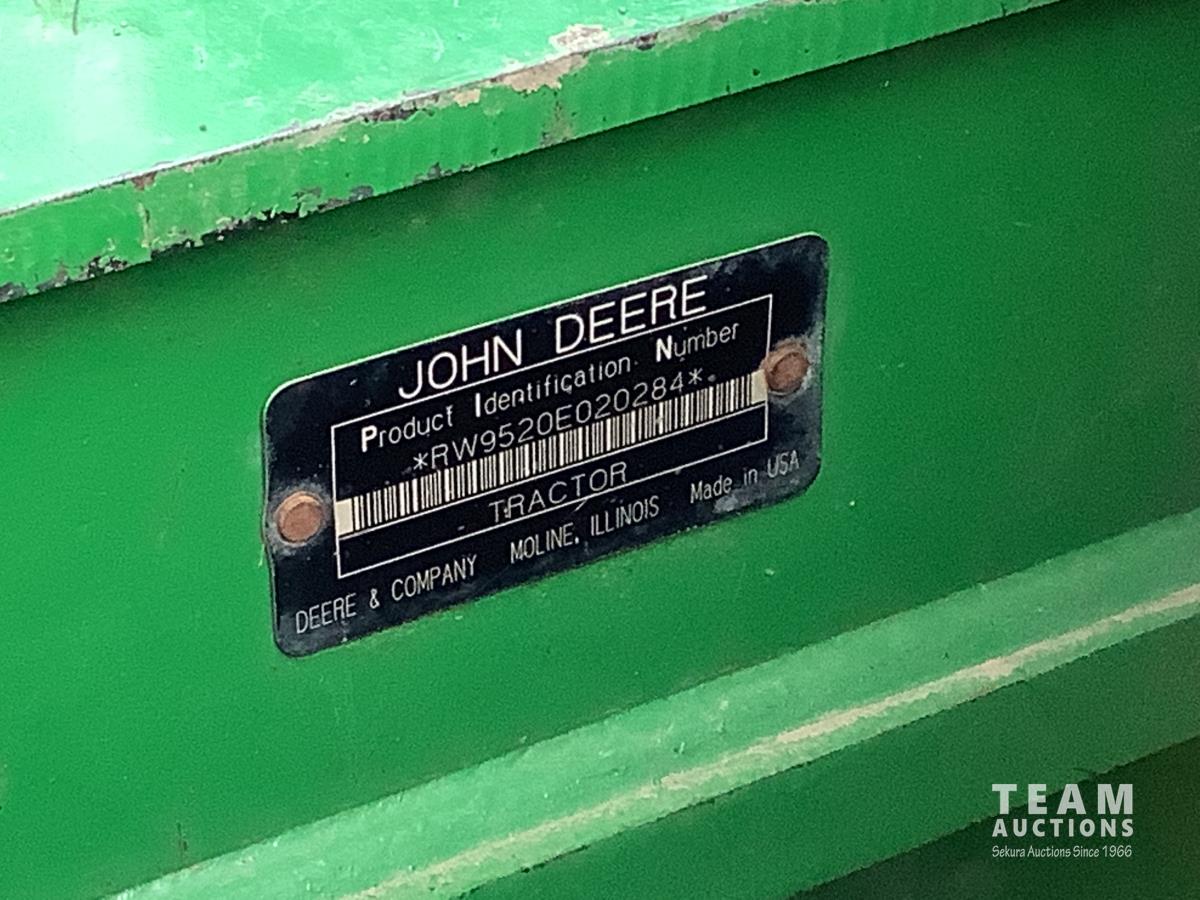 JOHN DEERE
Product Identification Number
*RW9520E020284*
TRACTOR
DEERE & COMPANY MOLINE, ILLINOIS Made in USA
TEAM
AUCTIONS
Sekura Auctions Since 1966